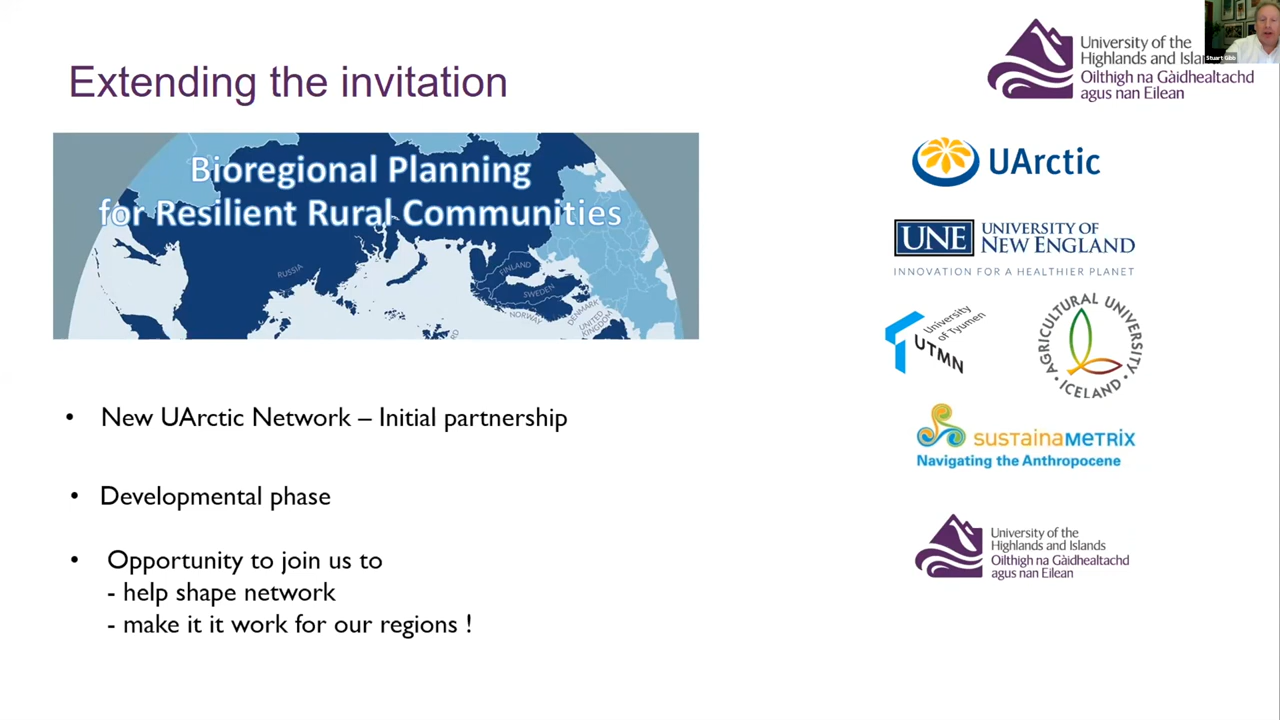 Extending the invitation
University of the
Highlands and Islands
Oilthigh na Gàidhealtachd
agus nan Eilean
Stuart Gibb
Bioregional Planning
for Resilient Rural Communities
RUSSIA
FINLAND
SWEDEN
NORWAY
DENMARK
UNITED
KINGDOM
UArctic
UNE UNIVERSITY OF
NEW ENGLAND
INNOVATION FOR A HEALTHIER PLANET
University
of Tyumen
UTMN
AGRICULTURAL UNIVERSITY
• ICELAND •
sustainaMETRIX
Navigating the Anthropocene
University of the
Highlands and Islands
Oilthigh na Gàidhealtachd
agus nan Eilean
• New UArctic Network – Initial partnership
• Developmental phase
• Opportunity to join us to
- help shape network
- make it it work for our regions !